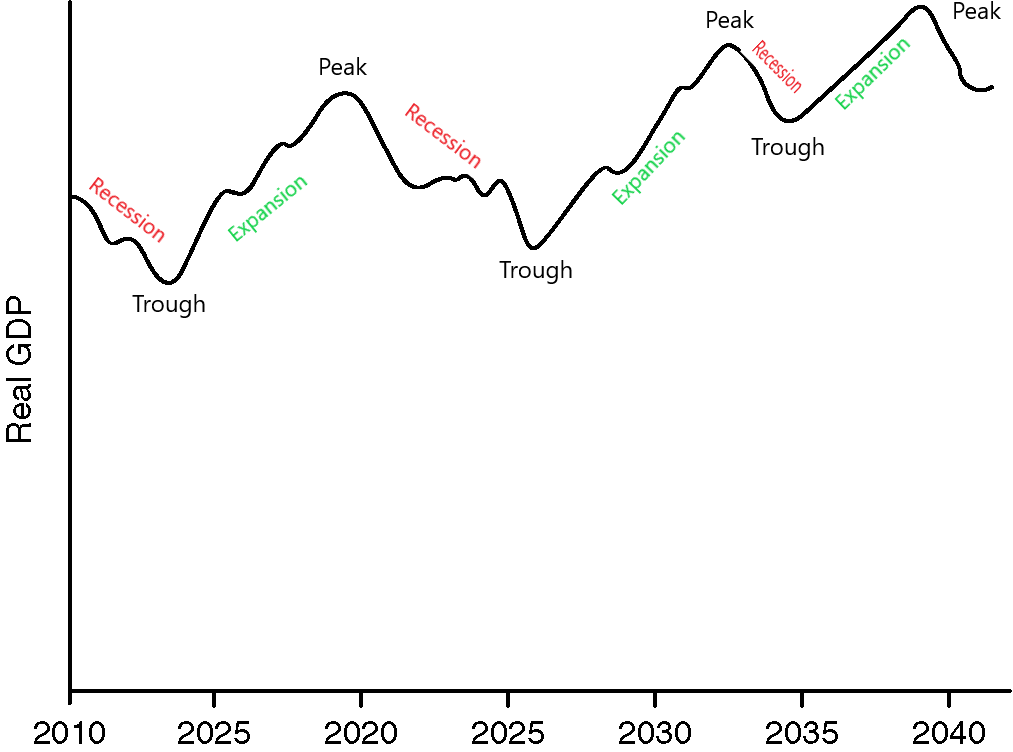 Peak
Peak
Recession
Expansion
Peak
Recession
Trough
Expansion
Recession
Expansion
Trough
Trough
Real GDP
2010
2025
2020
2025
2030
2035
2040